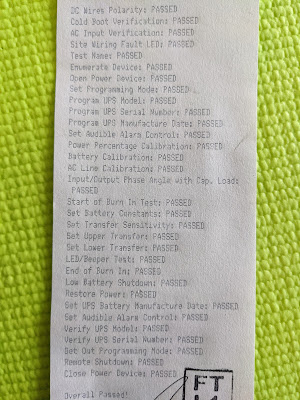 DC Wires Polarity: PASSED
Cold Boot Verification: PASSED
AC Input Verification: PASSED
Site Wiring Fault LED: PASSED
Test Name: PASSED
Enumerate Device: PASSED
Open Power Device: PASSED
Set Programming Mode: PASSED
Program UPS Model: PASSED
Program UPS Serial Number: PASSED
Program UPS Manufacture Date: PASSED
Set Audible Alarm Control: PASSED
Power Percentage Calibration: PASSED
Battery Calibration: PASSED
AC Line Calibration: PASSED
Input/Output Phase Angle with Cap. Load:
PASSED
Start of Burn In Test: PASSED
Set Battery Constants: PASSED
Set Transfer Sensitivity: PASSED
Set Upper Transfer: PASSED
Set Lower Transfer: PASSED
LED/Beeper Test: PASSED
End of Burn In: PASSED
Low Battery Shutdown: PASSED
Restore Power: PASSED
Set UPS Battery Manufacture Date: PASSED
Set Audible Alarm Control: PASSED
Verify UPS Model: PASSED
Verify UPS Serial Number: PASSED
Get Out Programming Mode: PASSED
Remote Shutdown: PASSED
Close Power Device: PASSED
Overall Passed!
FT